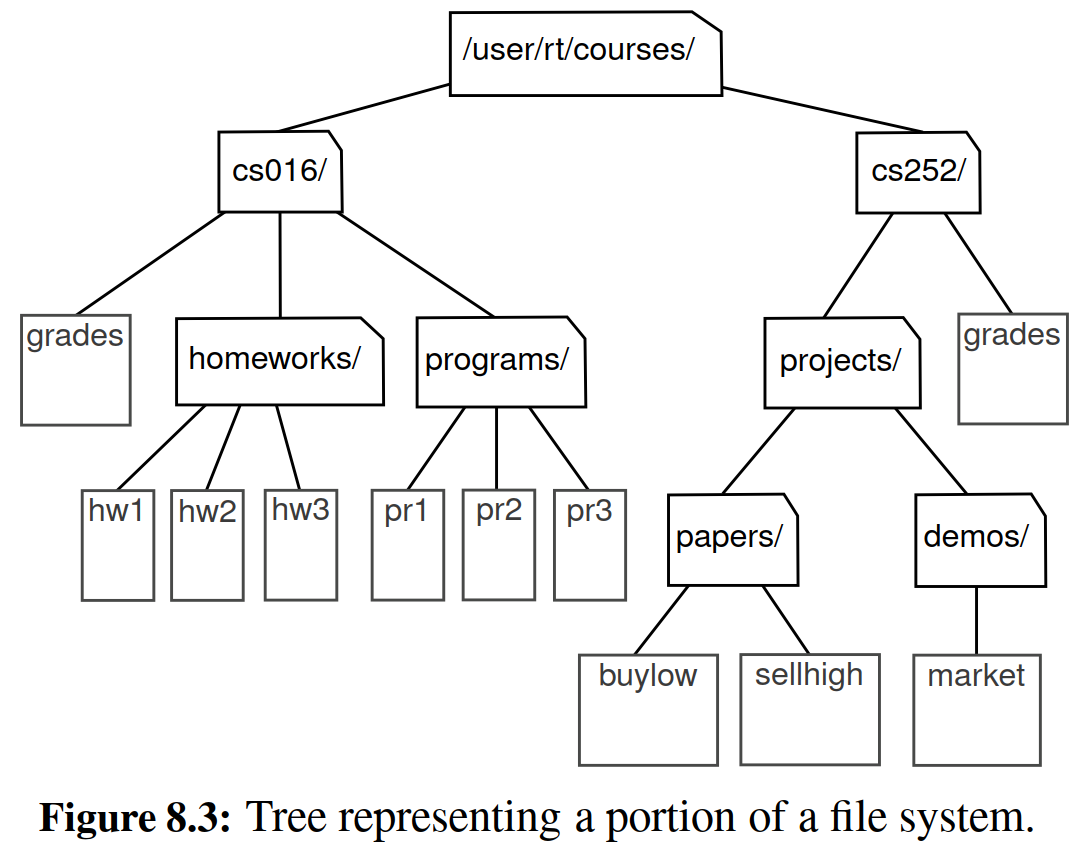 /user/rt/courses/
cs016/
cs252/
grades
homeworks/
programs/
projects/
grades
hw1
hw2
hw3
pr1
pr2
pr3
papers/
demos/
buylow
sellhigh
market
Figure 8.3: Tree representing a portion of a file system.